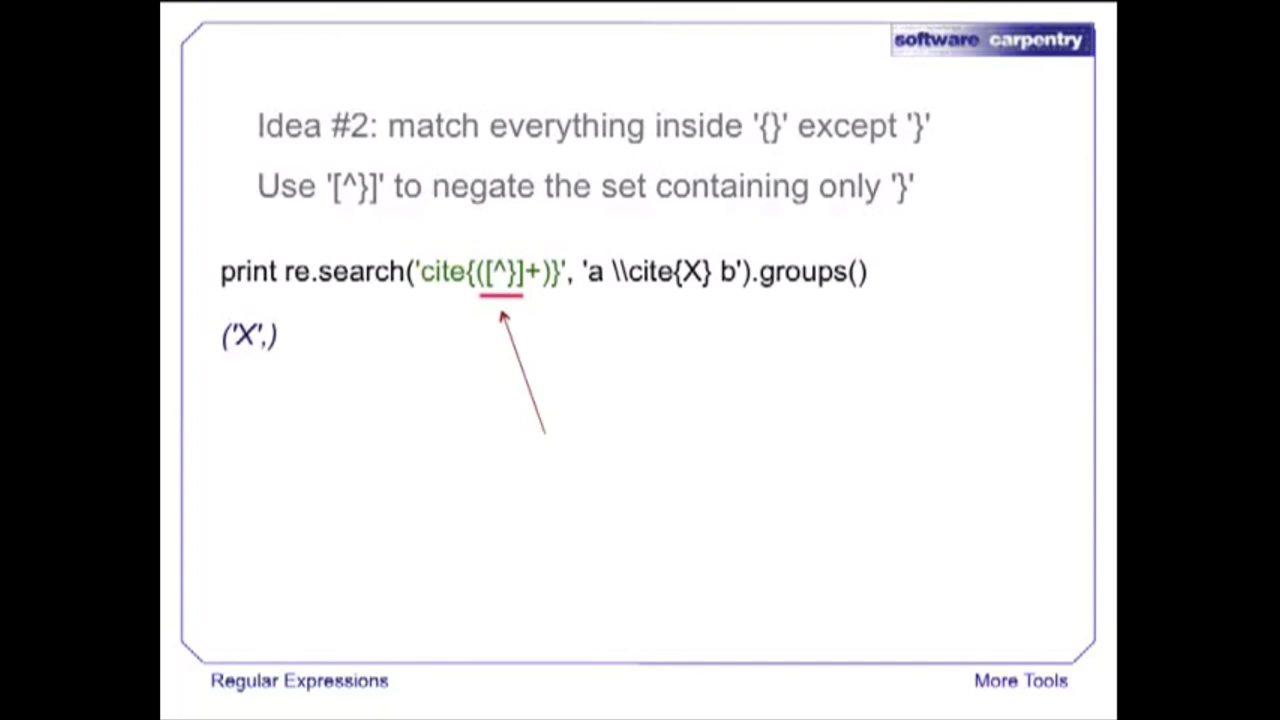 software carpentry
Idea #2: match everything inside '{}' except '}'
Use '[^}]' to negate the set containing only '}'
print re.search('cite{([^}]+)}', 'a \\cite{X} b').groups()
('X',)
Regular Expressions
More Tools